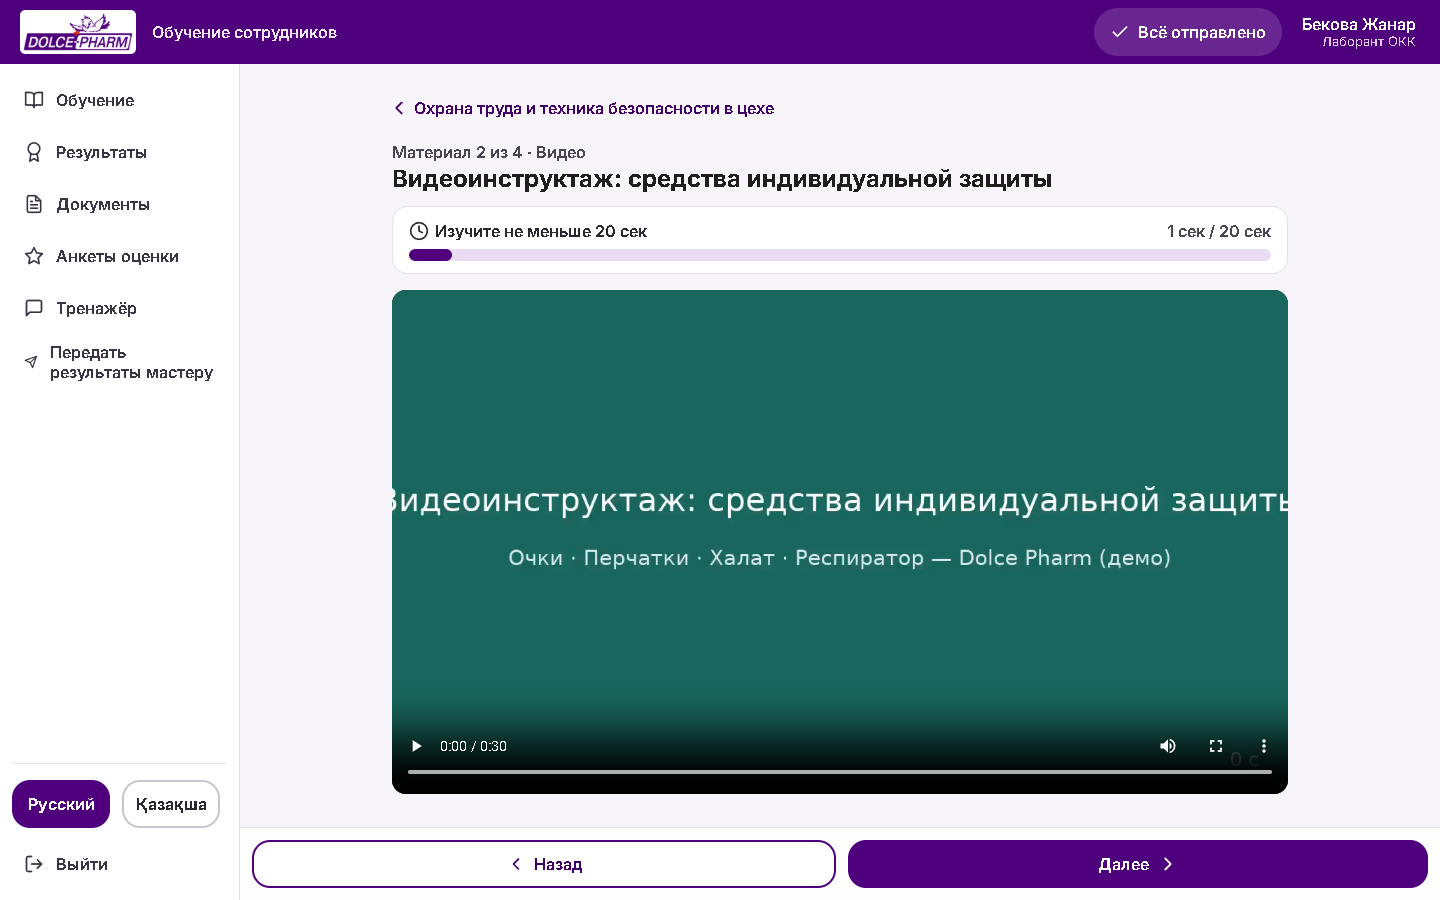 DOLCE-PHARM
Обучение сотрудников
Всё отправлено
Бекова Жанар
Лаборант ОКК
Обучение
Результаты
Документы
Анкеты оценки
Тренажёр
Передать
результаты мастеру
Русский
Қазақша
Выйти
Охрана труда и техника безопасности в цехе
Материал 2 из 4 · Видео
Видеоинструктаж: средства индивидуальной защиты
Изучите не меньше 20 сек
1 сек / 20 сек
Видеоинструктаж: средства индивидуальной защиты
Очки · Перчатки · Халат · Респиратор — Dolce Pharm (демо)
0:00 / 0:30
0 с
Назад
Далее